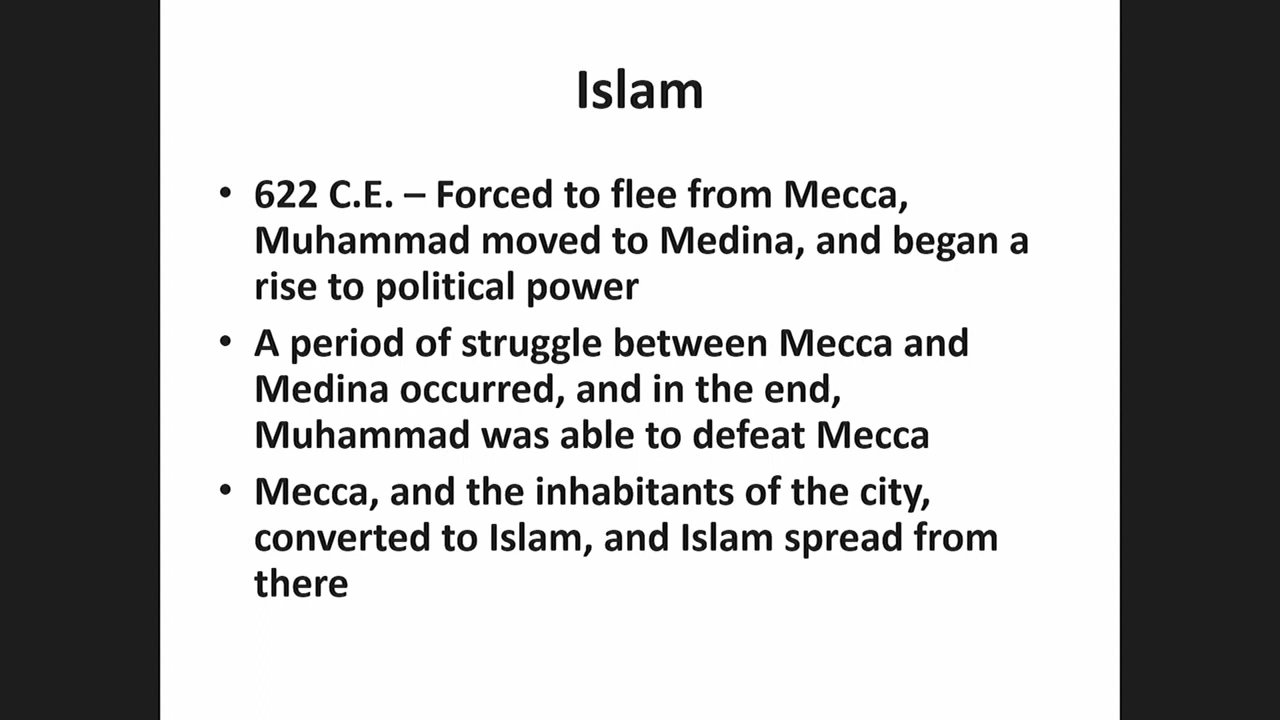 Islam
• 622 C.E. – Forced to flee from Mecca,
Muhammad moved to Medina, and began a
rise to political power
• A period of struggle between Mecca and
Medina occurred, and in the end,
Muhammad was able to defeat Mecca
• Mecca, and the inhabitants of the city,
converted to Islam, and Islam spread from
there